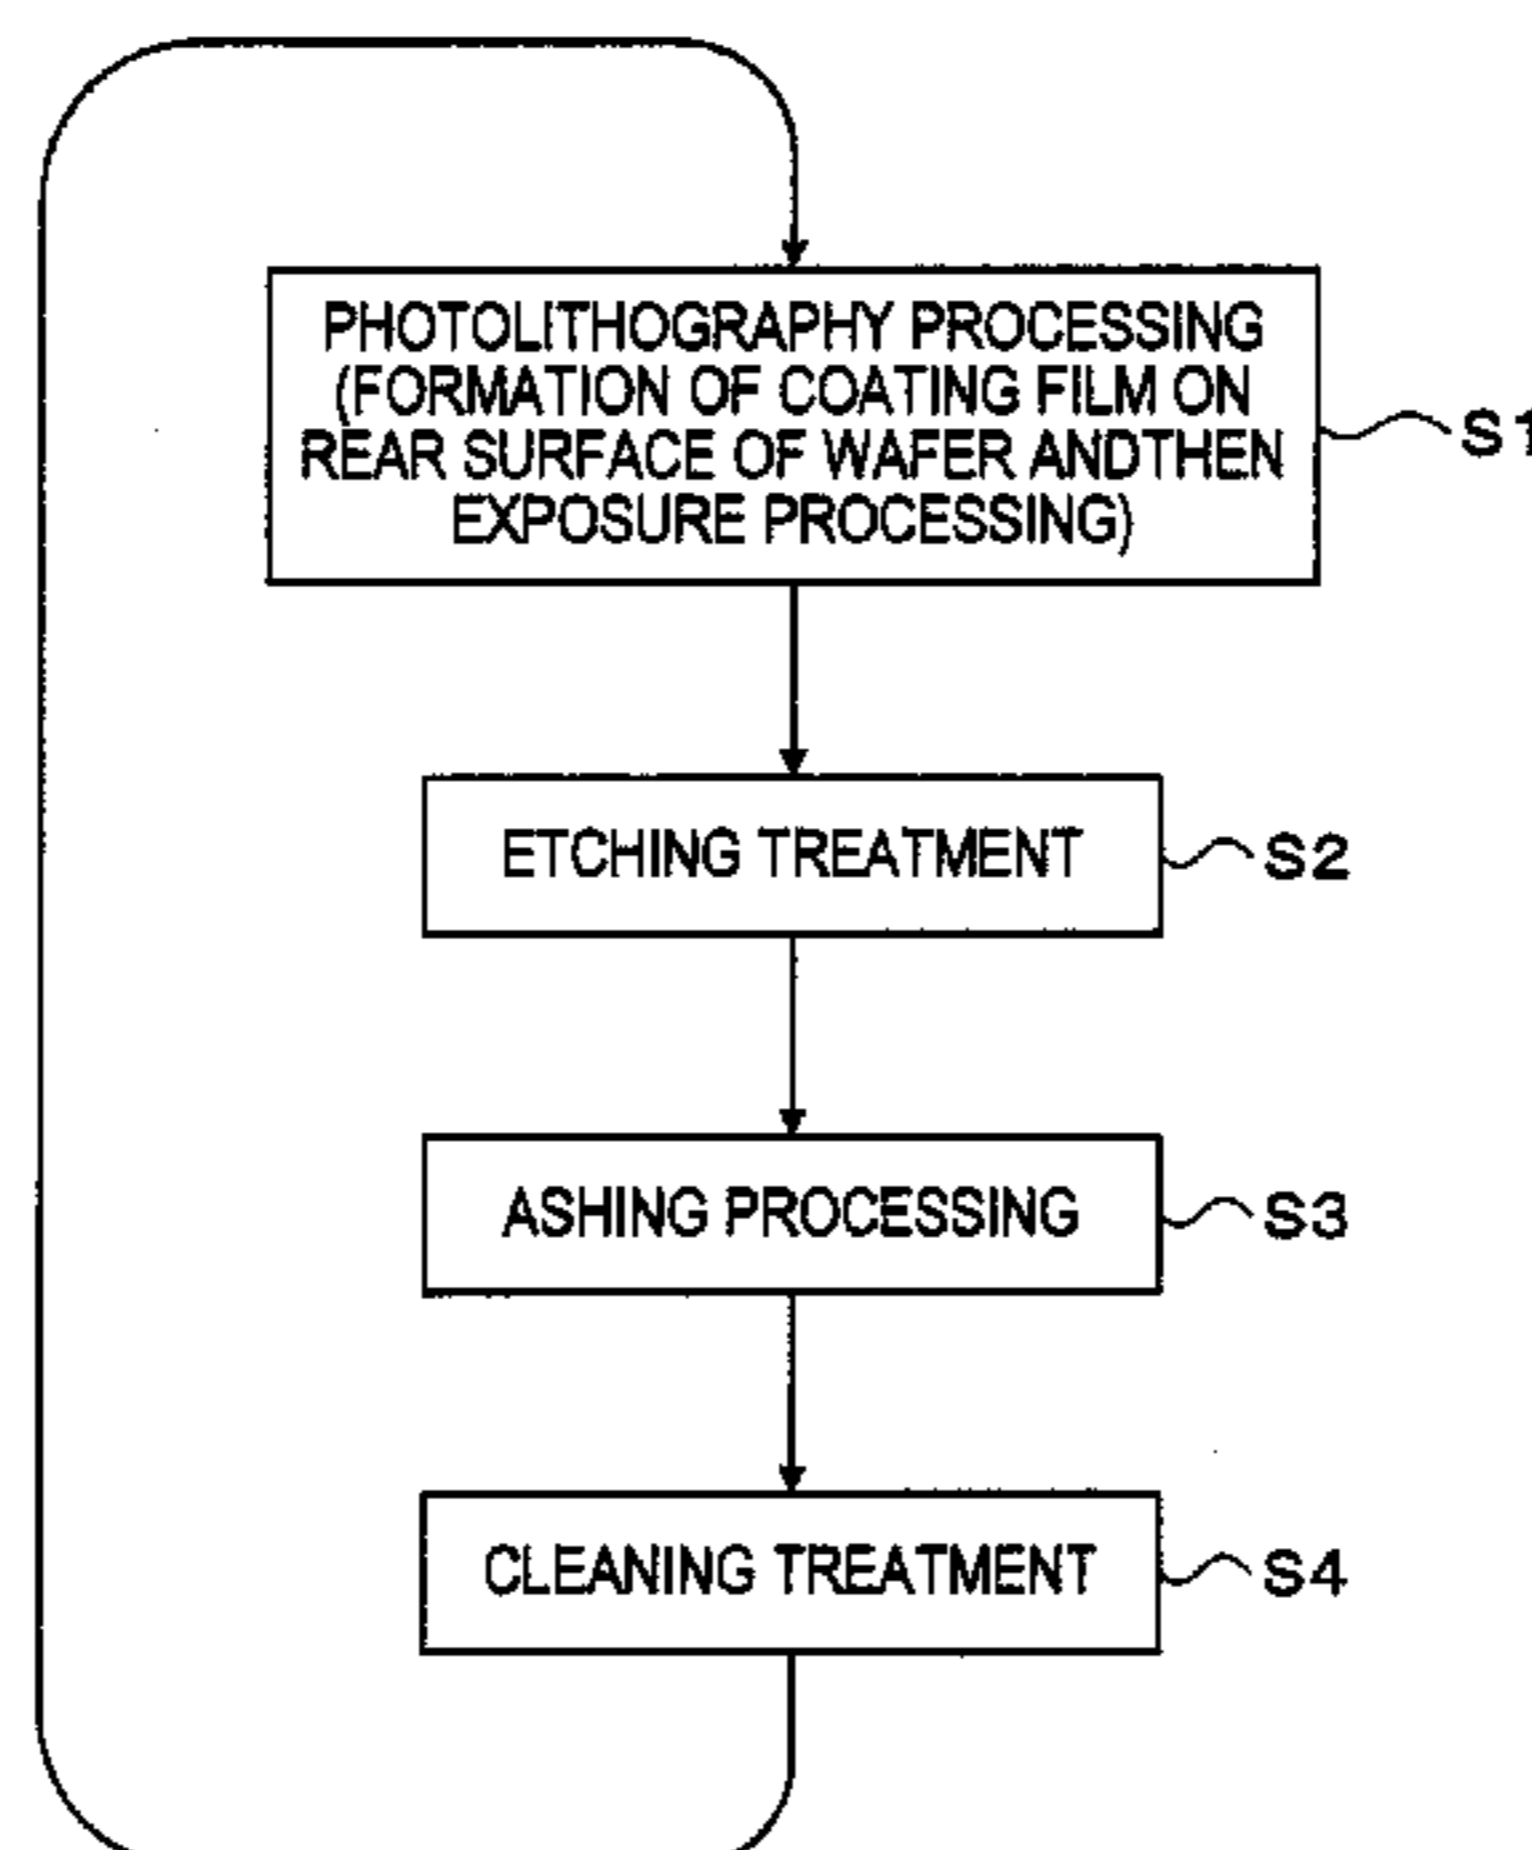 PHOTOLITHOGRAPHY PROCESSING
(FORMATION OF COATING FILM ON
REAR SURFACE OF WAFER ANDTHEN
EXPOSURE PROCESSING)
S1
ETCHING TREATMENT
S2
ASHING PROCESSING
S3
CLEANING TREATMENT
S4